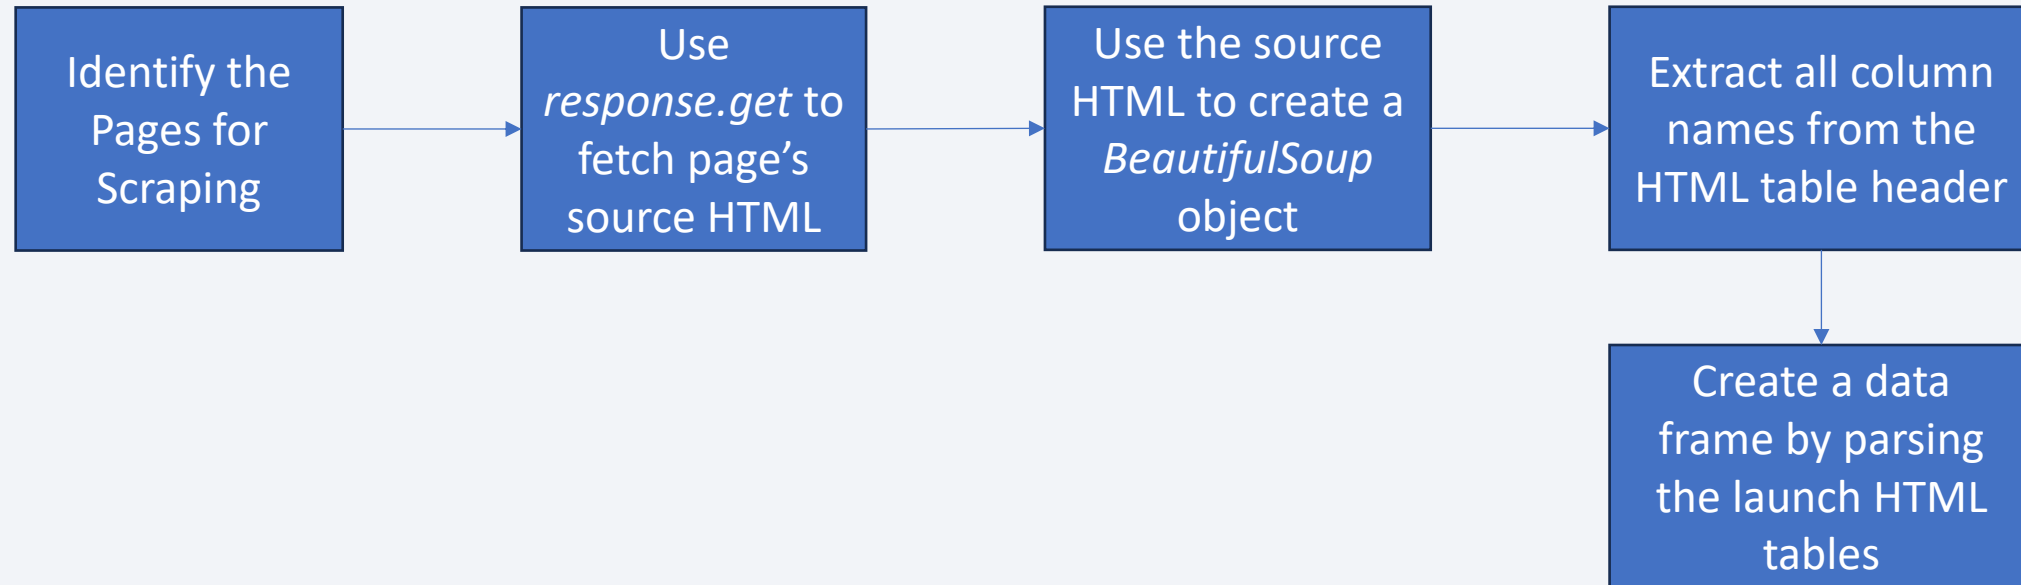 Identify the
Pages for
Scraping
Use
response.get to
fetch page’s
source HTML
Use the source
HTML to create a
BeautifulSoup
object
Extract all column
names from the
HTML table header
Create a data
frame by parsing
the launch HTML
tables